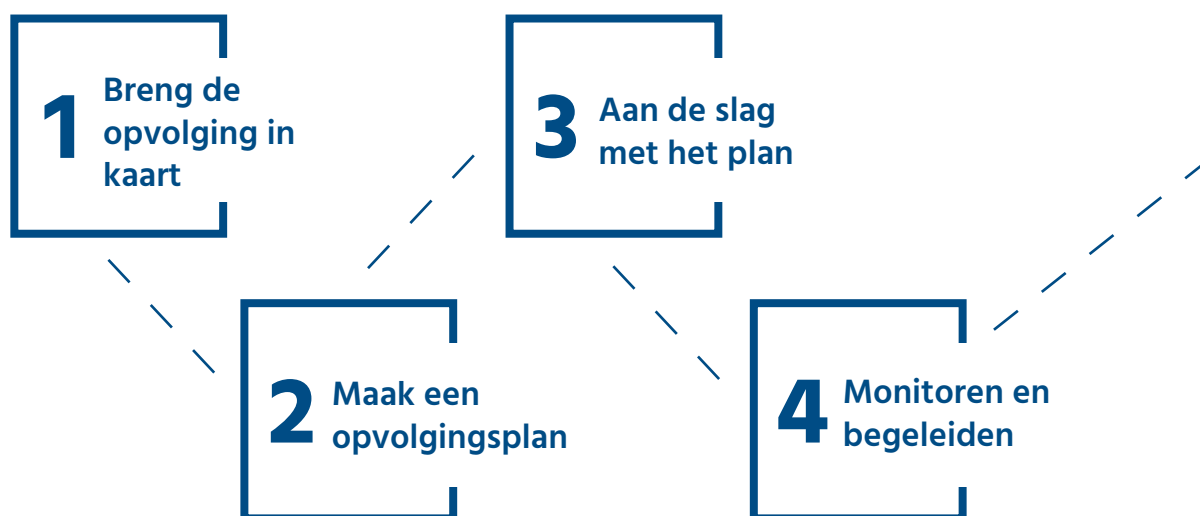 1
Breng de
opvolging in
kaart
2
Maak een
opvolgingsplan
3
Aan de slag
met het plan
4
Monitoren en
begeleiden